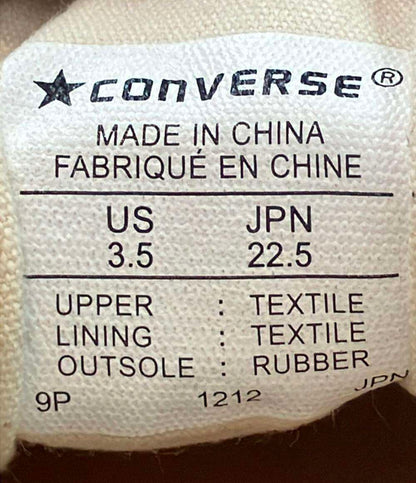 CONVERSE®
MADE IN CHINA
FABRIQUÉ EN CHINE
US JPN
3.5 22.5
UPPER : TEXTILE
LINING : TEXTILE
OUTSOLE : RUBBER
9P 1212 JPN